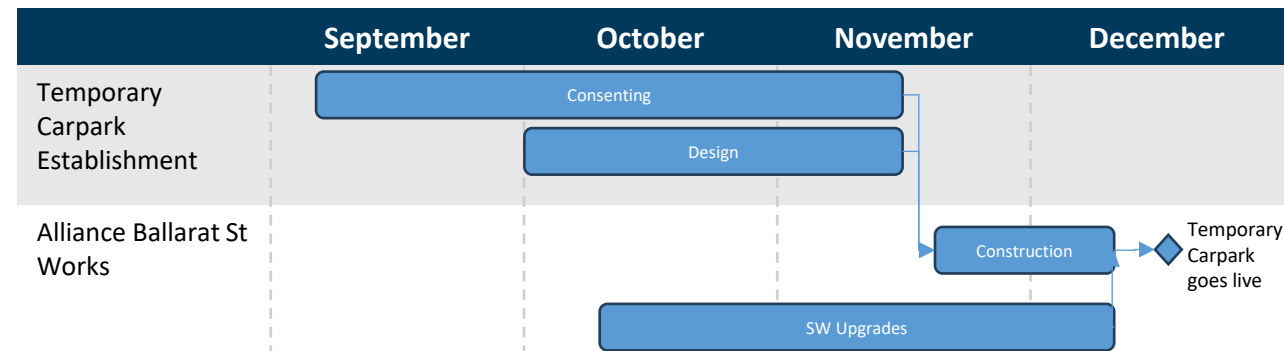 September October November December
Temporary
Carpark
Establishment
Consenting
Design
Alliance Ballarat St
Works
Construction
Temporary
Carpark
goes live
SW Upgrades